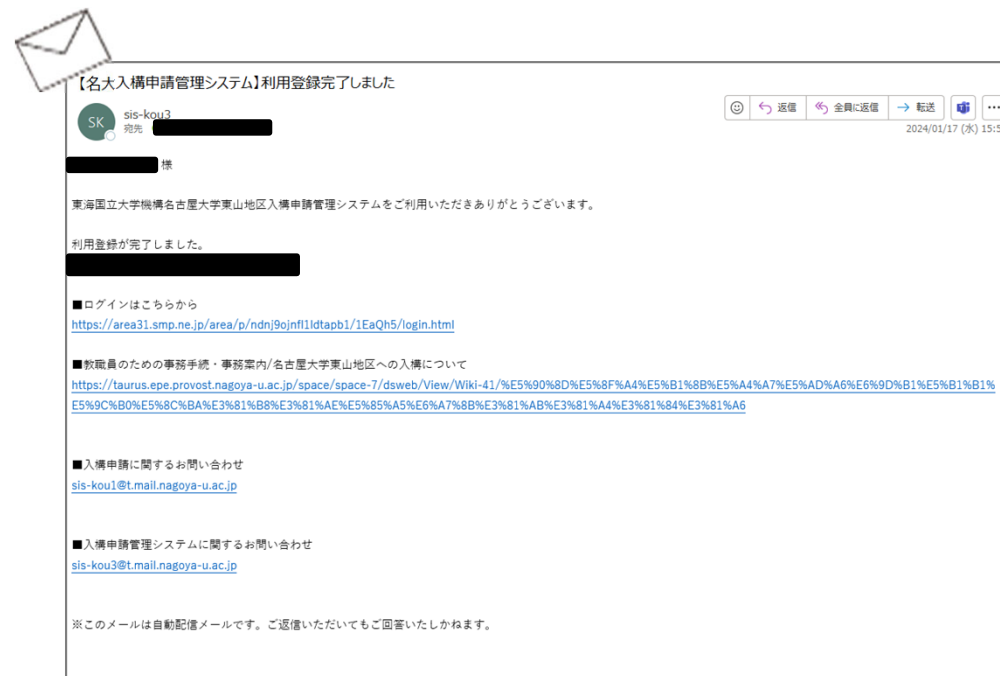 【名大入構申請管理システム】利用登録完了しました
SK
sis-kou3
宛先
返信
全員に返信
転送
2024/01/17 (水) 15:5
様
東海国立大学機構名古屋大学東山地区入構申請管理システムをご利用いただきありがとうございます。
利用登録が完了しました。
■ログインはこちらから
https://area31.smp.ne.jp/area/p/ndnj9ojnfl1ldtapb1/1EaQh5/login.html
■教職員のための事務手続・事務案内/名古屋大学東山地区への入構について
https://taurus.epe.provost.nagoya-u.ac.jp/space/space-7/dsweb/View/Wiki-41/%E5%90%8D%E5%8F%A4%E5%B1%8B%E5%A4%A7%E5%AD%A6%E6%9D%B1%E5%B1%B1%
E5%9C%B0%E5%8C%BA%E3%81%B8%E3%81%AE%E5%85%A5%E6%A7%8B%E3%81%AB%E3%81%A4%E3%81%84%E3%81%A6
■入構申請に関するお問い合わせ
sis-kou1@t.mail.nagoya-u.ac.jp
■入構申請管理システムに関するお問い合わせ
sis-kou3@t.mail.nagoya-u.ac.jp
※このメールは自動配信メールです。ご返信いただいてもご回答いたしかねます。